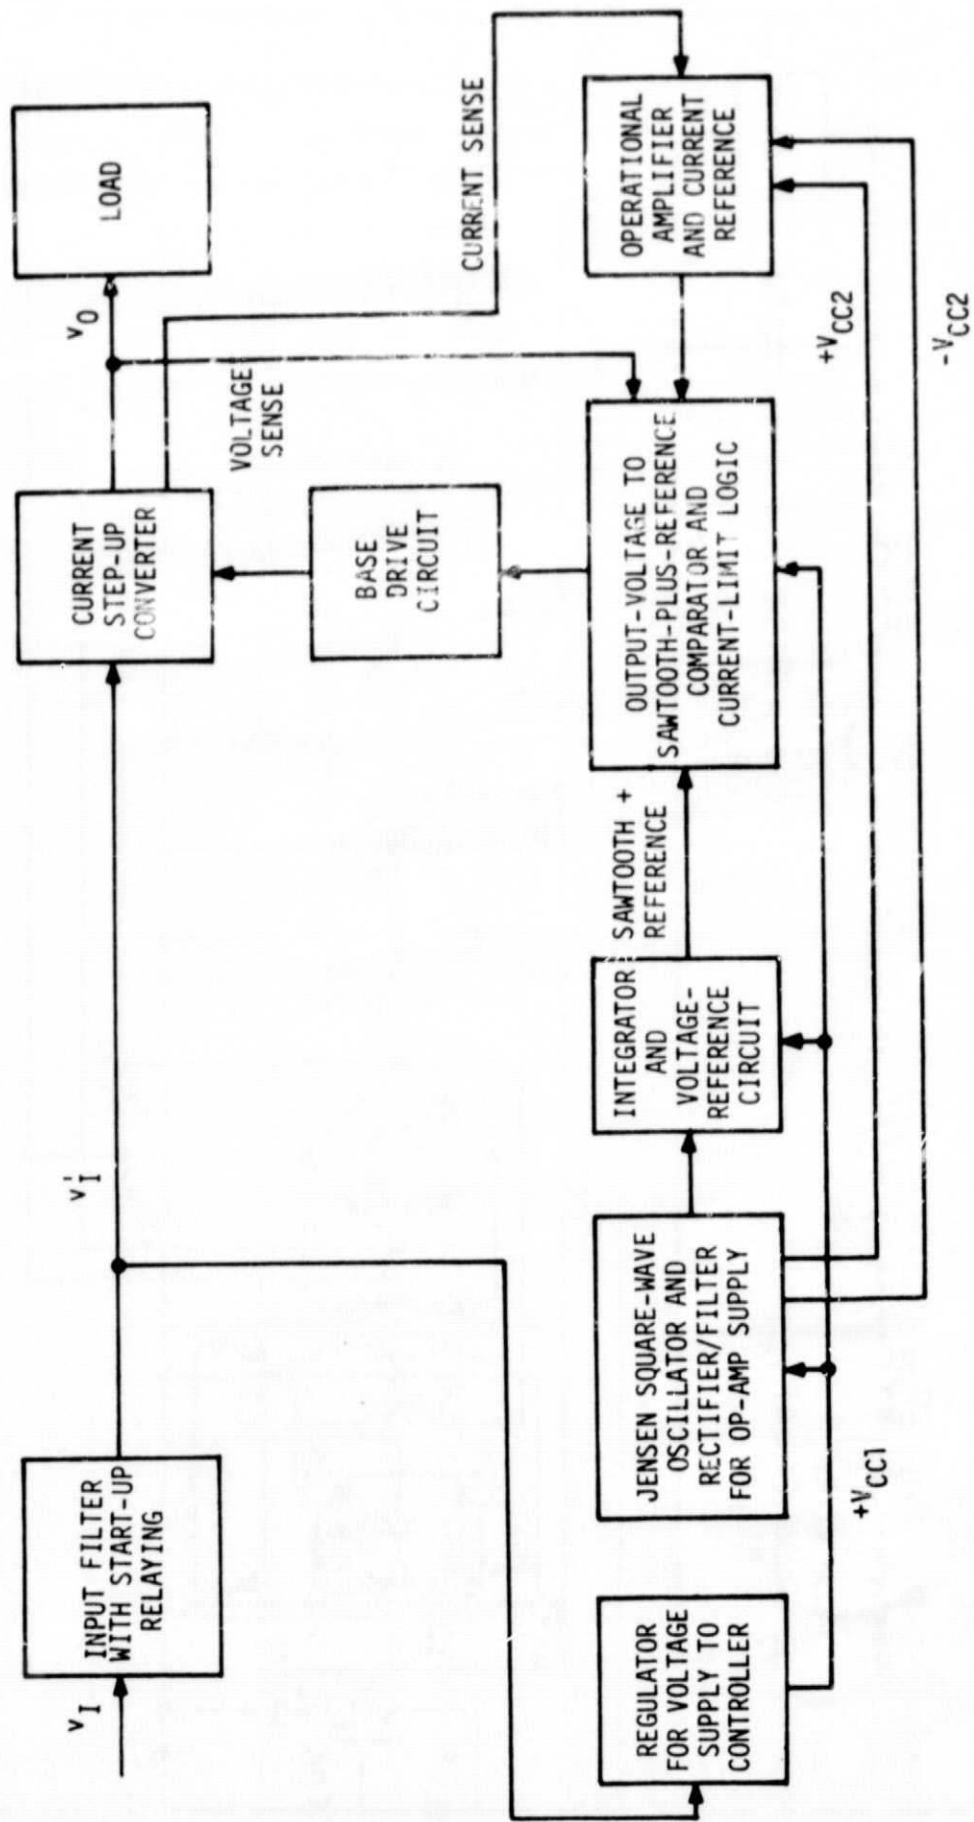 V_I
INPUT FILTER
WITH START-UP
RELAYING
V'_I
CURRENT
STEP-UP
CONVERTER
V_O
LOAD
VOLTAGE
SENSE
CURRENT SENSE
BASE
DRIVE
CIRCUIT
REGULATOR
FOR VOLTAGE
SUPPLY TO
CONTROLLER
JENSEN SQUARE-WAVE
OSCILLATOR AND
RECTIFIER/FILTER
FOR OP-AMP SUPPLY
INTEGRATOR
AND
VOLTAGE-
REFERENCE
CIRCUIT
SAWTOOTH +
REFERENCE
OUTPUT-VOLTAGE TO
SAWTOOTH-PLUS-REFERENCE
COMPARATOR AND
CURRENT-LIMIT LOGIC
OPERATIONAL
AMPLIFIER
AND CURRENT
REFERENCE
+V_CC1
+V_CC2
-V_CC2